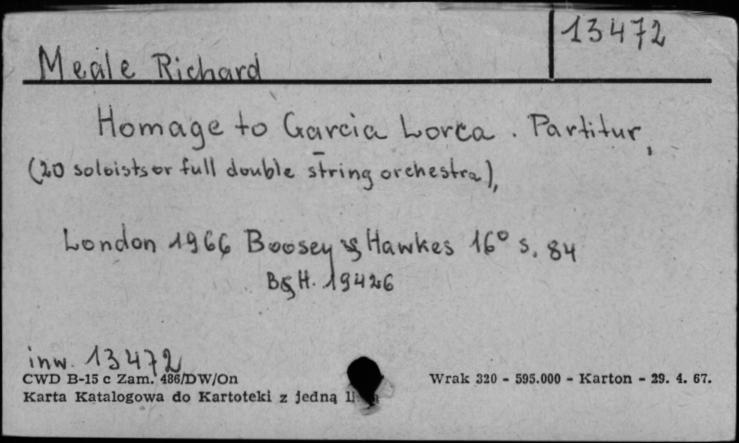 13472
Meale Richard
Homage to Garcia Lorca. Partitur,
(20 soloists or full double string orchestra),
London 1966 Boosey & Hawkes 16° s. 84
B&H. 19426
inw. 13472
CWD B-15 c Zam. 486/DW/On
Wrak 320 - 595.000 - Karton - 29. 4. 67.
Karta Katalogowa do Kartoteki z jedną